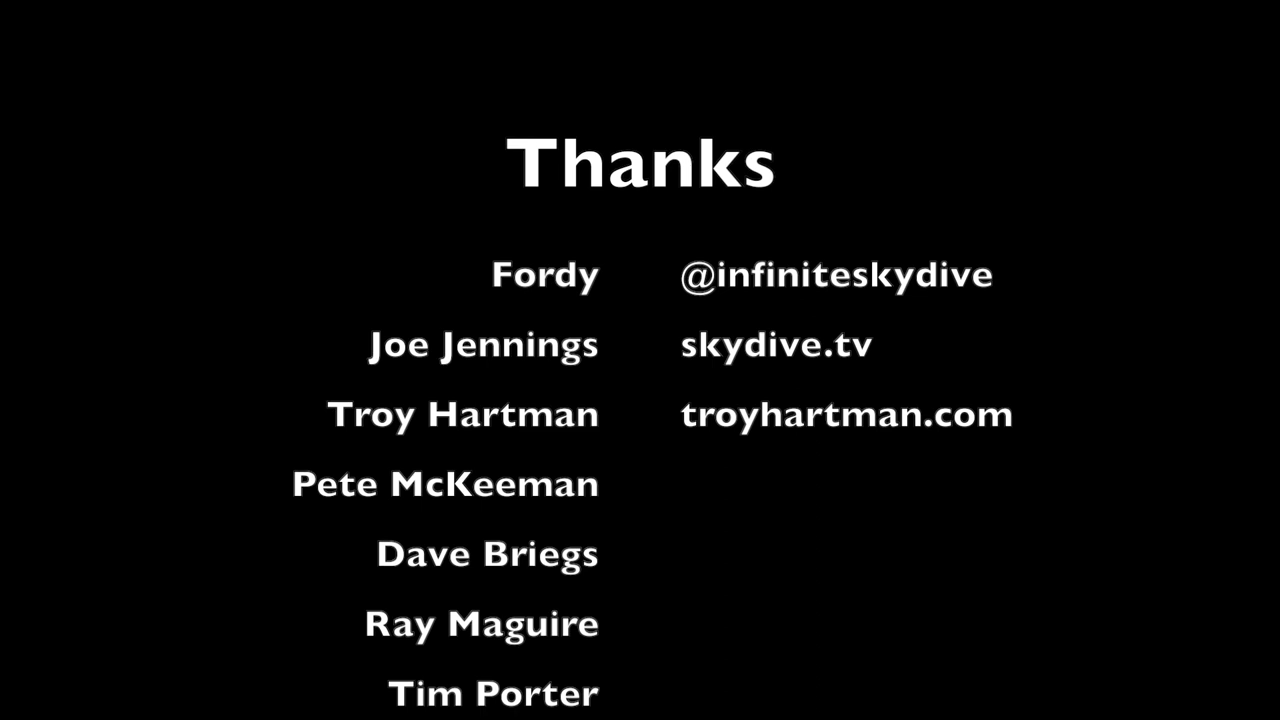 Thanks
Fordy @infiniteskydive
Joe Jennings skydive.tv
Troy Hartman troyhartman.com
Pete McKeeman
Dave Briegs
Ray Maguire
Tim Porter